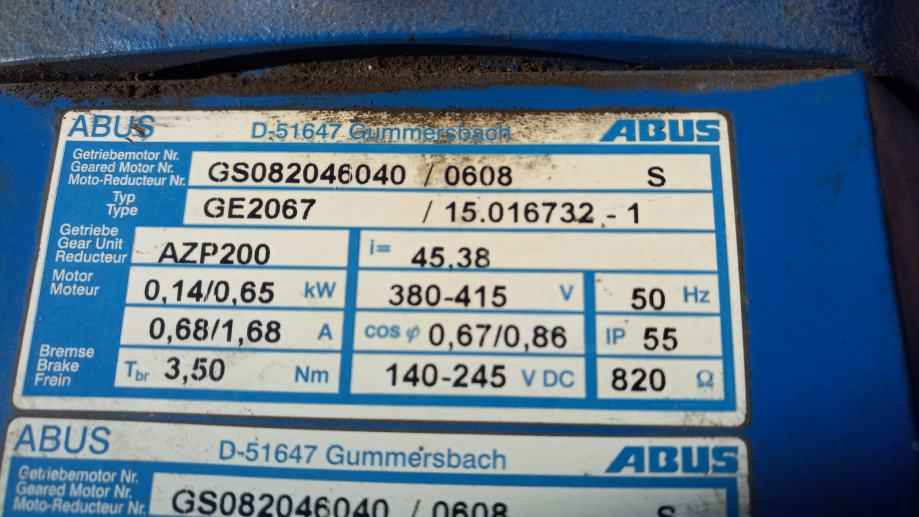 ABUS D-51647 Gummersbach ABUS
Getriebemotor Nr.
Geared Motor Nr.
Moto-Reducteur Nr.
GS082046040 / 0608 S
Typ
Type
GE2067 / 15.016732 - 1
Getriebe
Gear Unit
Reducteur
AZP200 i= 45,38
Motor
Moteur
0,14/0,65 kW 380-415 V 50 Hz
0,68/1,68 A cos φ 0,67/0,86 IP 55
Bremse
Brake
Frein
Tbr 3,50 Nm 140-245 V DC 820 Ω
ABUS D-51647 Gummersbach ABUS
Getriebemotor Nr.
Geared Motor Nr.
Moto-Reducteur Nr.
GS082046040 / 0608 S